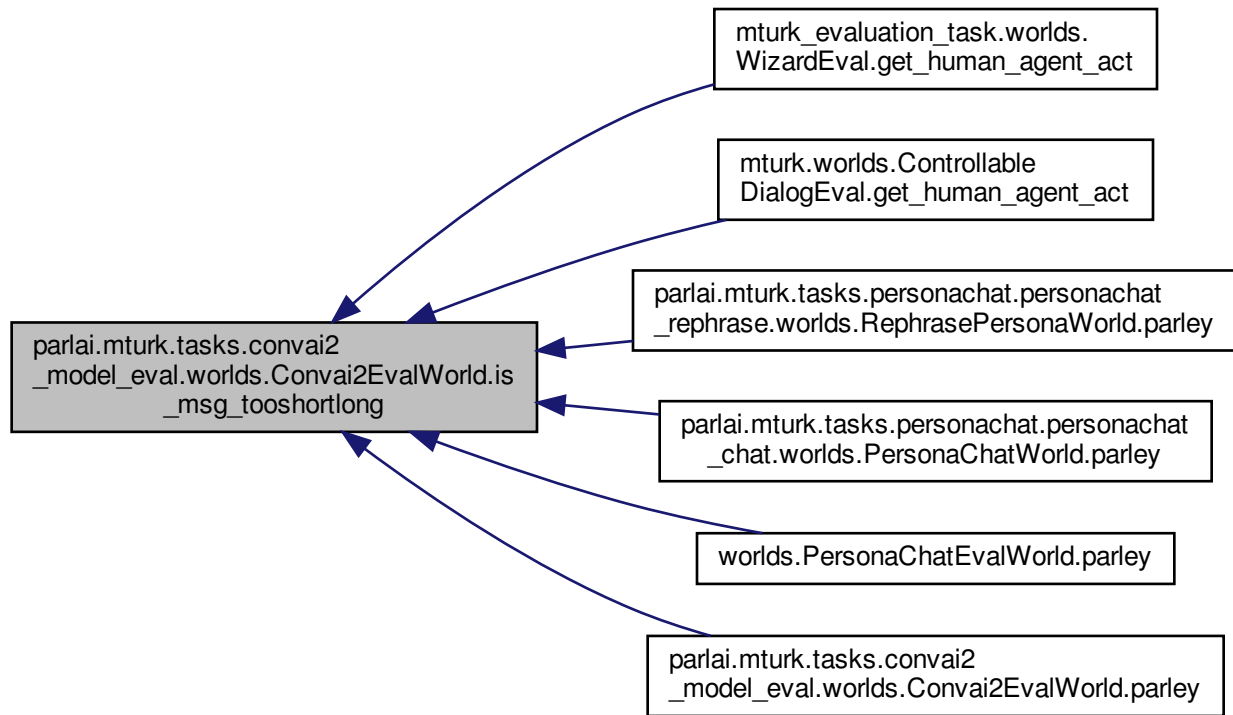 mturk_evaluation_task.worlds.
WizardEval.get_human_agent_act
mturk.worlds.Controllable
DialogEval.get_human_agent_act
parlai.mturk.tasks.personachat.personachat
_rephrase.worlds.RephrasePersonaWorld.parley
parlai.mturk.tasks.convai2
_model_eval.worlds.Convai2EvalWorld.is
_msg_tooshortlong
parlai.mturk.tasks.personachat.personachat
_chat.worlds.PersonaChatWorld.parley
worlds.PersonaChatEvalWorld.parley
parlai.mturk.tasks.convai2
_model_eval.worlds.Convai2EvalWorld.parley